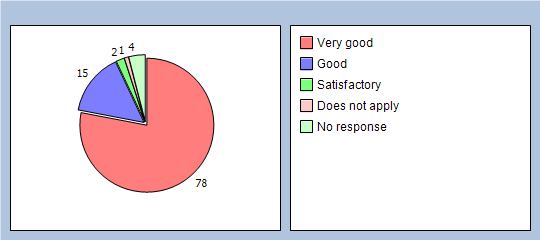 2 1 4
15
78
Very good
Good
Satisfactory
Does not apply
No response